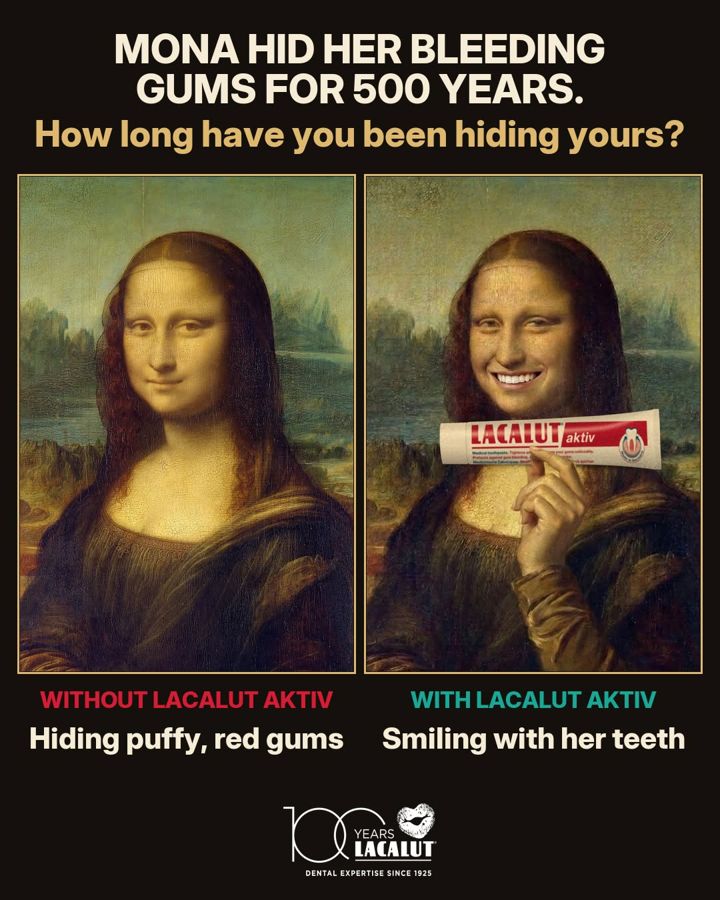 MONA HID HER BLEEDING
GUMS FOR 500 YEARS.
How long have you been hiding yours?
LACALUT aktiv
WITHOUT LACALUT AKTIV
WITH LACALUT AKTIV
Hiding puffy, red gums
Smiling with her teeth
100 YEARS
LACALUT
DENTAL EXPERTISE SINCE 1925